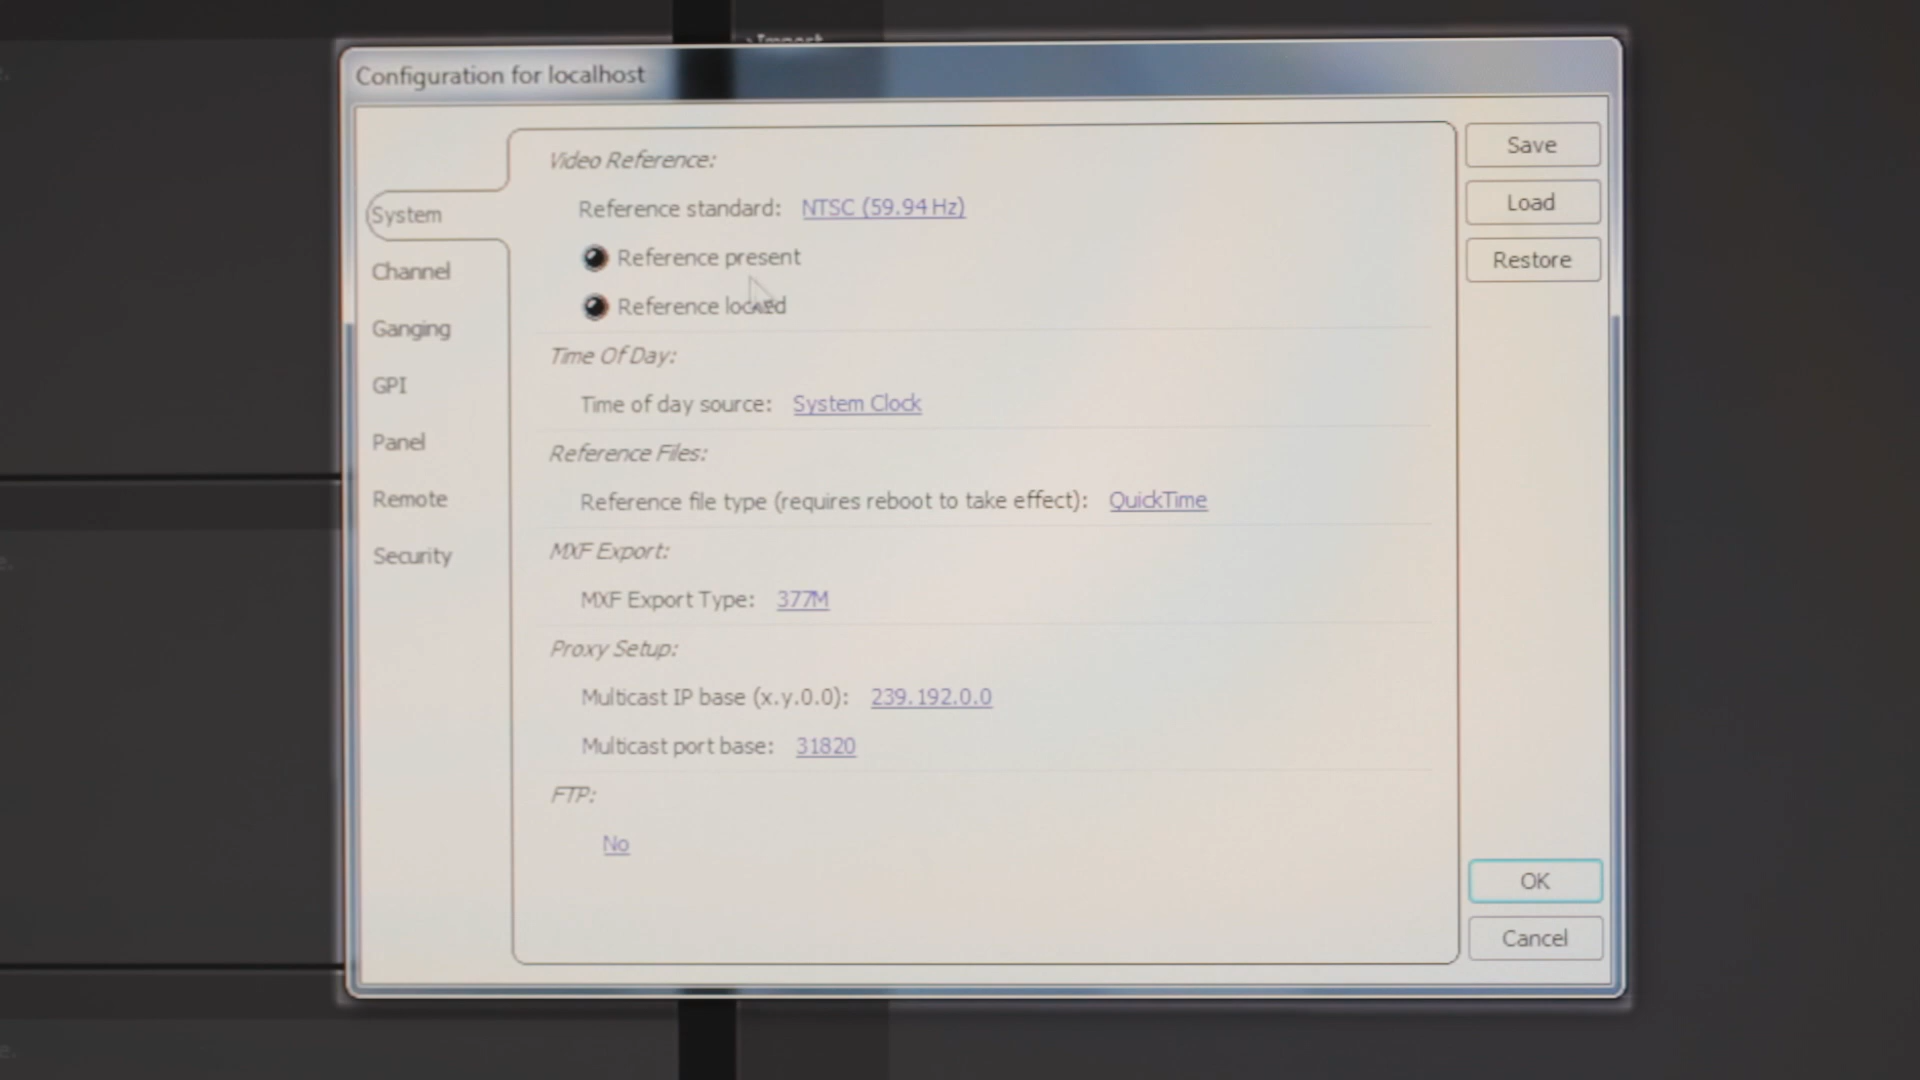 Import
Configuration for localhost
Save
Load
Restore
System
Channel
Ganging
GPI
Panel
Remote
Security
Video Reference:
Reference standard: NTSC (59.94 Hz)
Reference present
Reference locked
Time Of Day:
Time of day source: System Clock
Reference Files:
Reference file type (requires reboot to take effect): QuickTime
MXF Export:
MXF Export Type: 377M
Proxy Setup:
Multicast IP base (x.y.0.0): 239.192.0.0
Multicast port base: 31820
FTP:
No
OK
Cancel